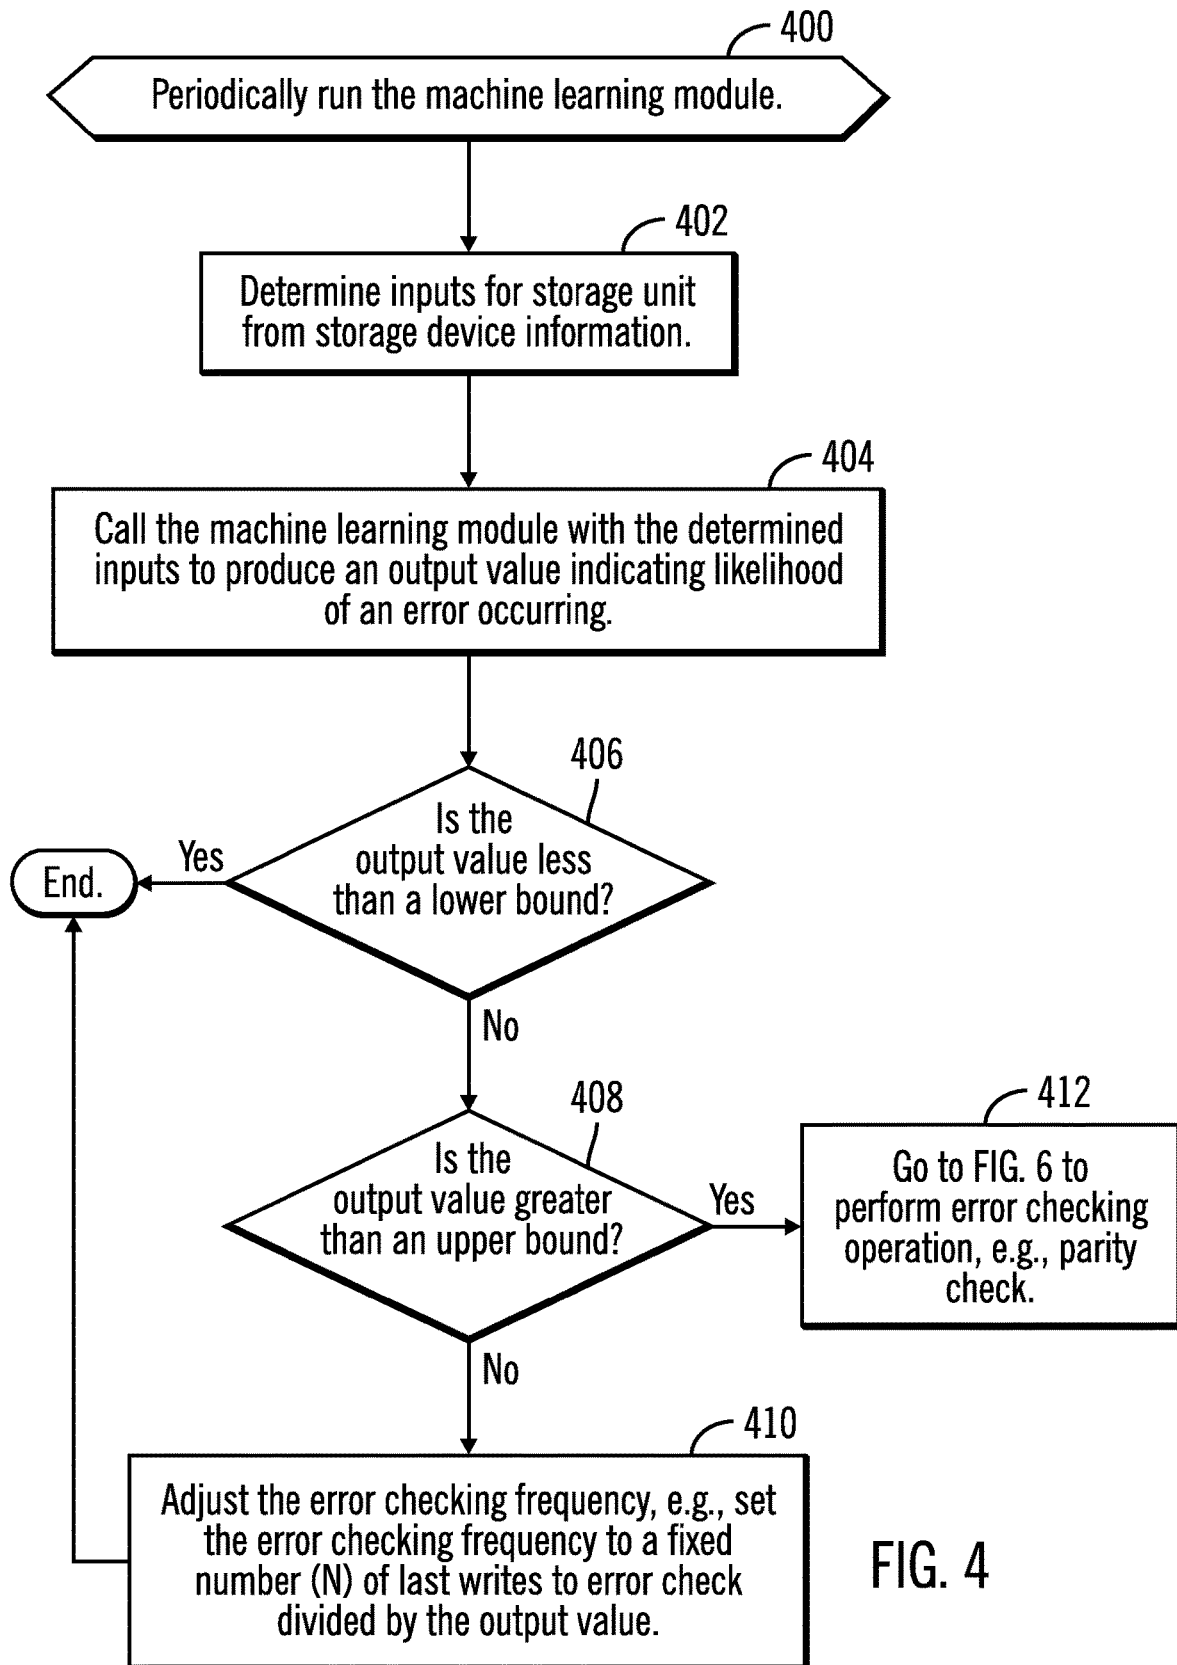 400
Periodically run the machine learning module.
402
Determine inputs for storage unit
from storage device information.
404
Call the machine learning module with the determined
inputs to produce an output value indicating likelihood
of an error occurring.
406
Is the
output value less
than a lower bound?
Yes
End.
No
408
Is the
output value greater
than an upper bound?
Yes
412
Go to FIG. 6 to
perform error checking
operation, e.g., parity
check.
No
410
Adjust the error checking frequency, e.g., set
the error checking frequency to a fixed
number (N) of last writes to error check
divided by the output value.
FIG. 4